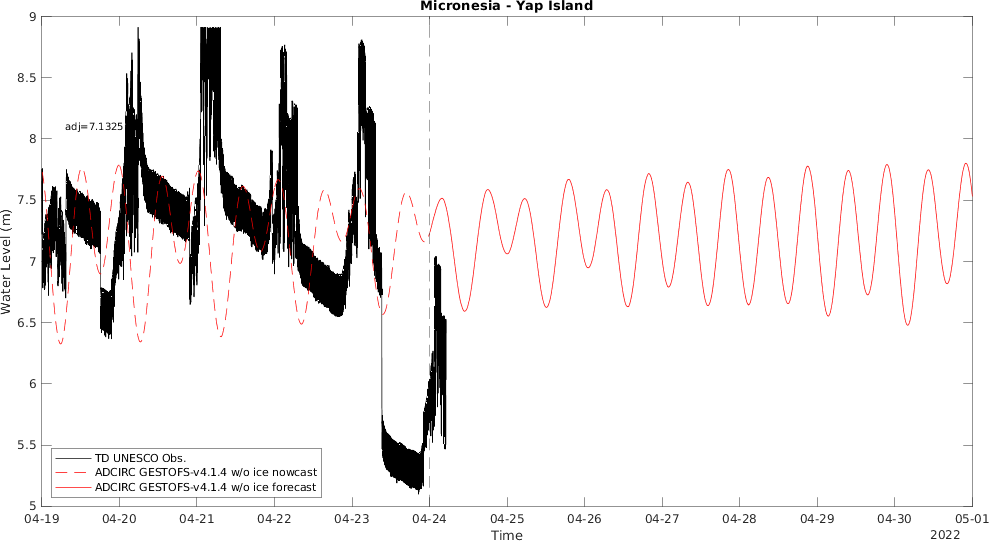 Micronesia - Yap Island
9
8.5
8
7.5
7
6.5
6
5.5
5
Water Level (m)
adj=7.1325
TD UNESCO Obs.
ADCIRC GESTOFS-v4.1.4 w/o ice nowcast
ADCIRC GESTOFS-v4.1.4 w/o ice forecast
04-19 04-20 04-21 04-22 04-23 04-24 04-25 04-26 04-27 04-28 04-29 04-30 05-01
Time
2022